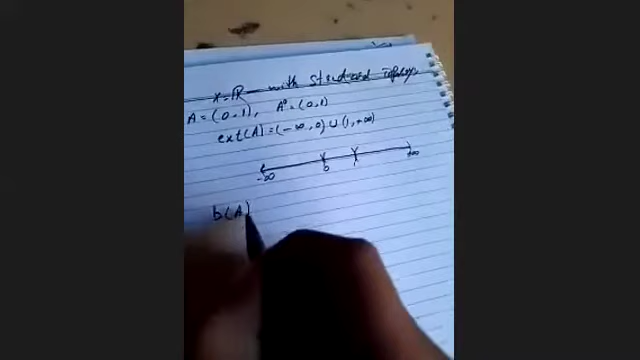 X=ℝ with standard topology
A=(0,1), A°=(0,1)
ext(A)=(-∞,0)∪(1,+∞)
-∞ 0 1 +∞
b(A)